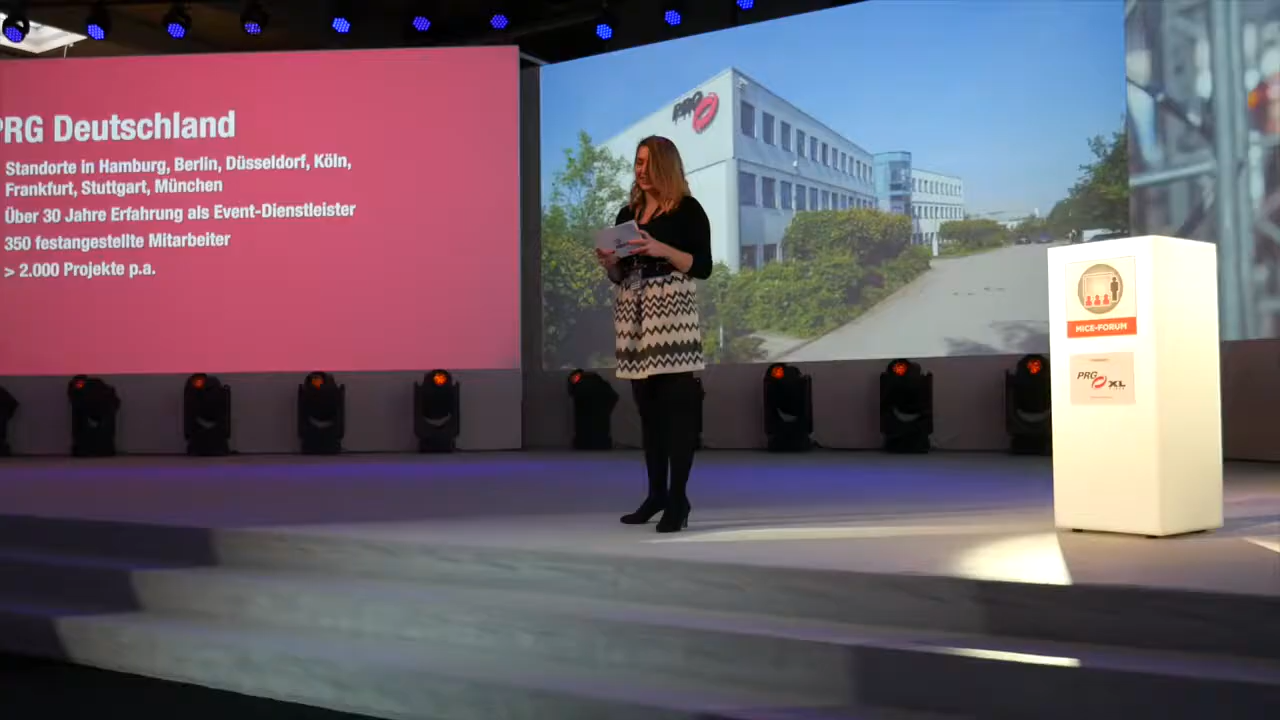 PRG Deutschland
Standorte in Hamburg, Berlin, Düsseldorf, Köln,
Frankfurt, Stuttgart, München
Über 30 Jahre Erfahrung als Event-Dienstleister
350 festangestellte Mitarbeiter
> 2.000 Projekte p.a.
PRG
MICE-FORUM
PRG XL